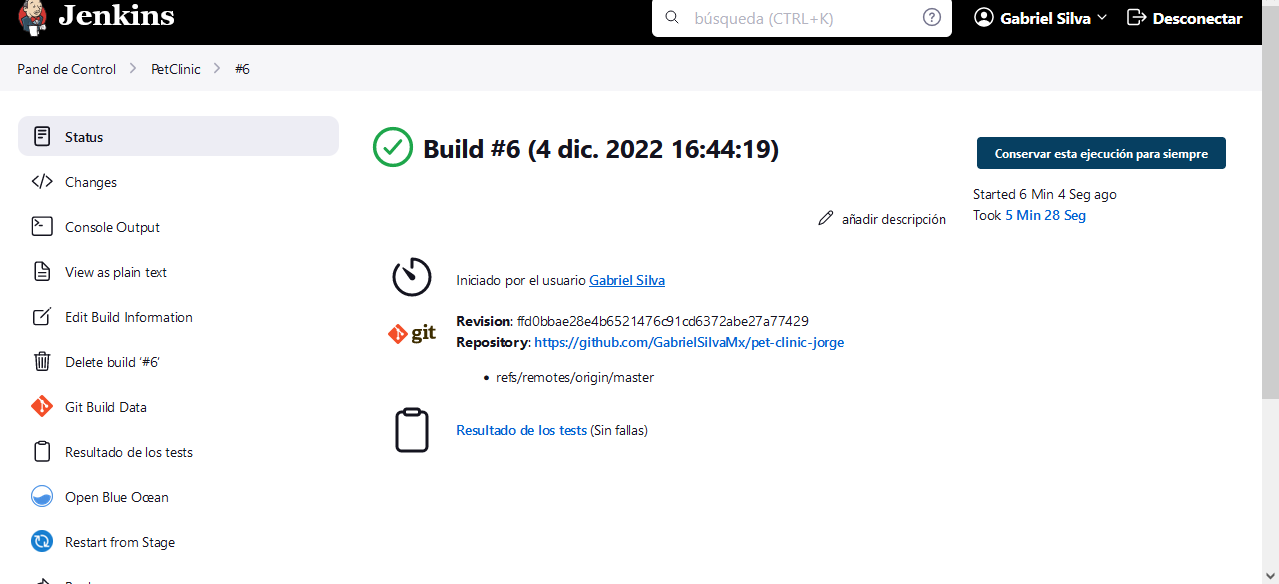 Jenkins
búsqueda (CTRL+K)
Gabriel Silva
Desconectar
Panel de Control
PetClinic
#6
Status
Changes
Console Output
View as plain text
Edit Build Information
Delete build ‘#6’
Git Build Data
Resultado de los tests
Open Blue Ocean
Restart from Stage
Build #6 (4 dic. 2022 16:44:19)
Conservar esta ejecución para siempre
Started 6 Min 4 Seg ago
Took 5 Min 28 Seg
añadir descripción
Iniciado por el usuario Gabriel Silva
git
Revision: ffd0bbae28e4b6521476c91cd6372abe27a77429
Repository: https://github.com/GabrielSilvaMx/pet-clinic-jorge
• refs/remotes/origin/master
Resultado de los tests (Sin fallas)